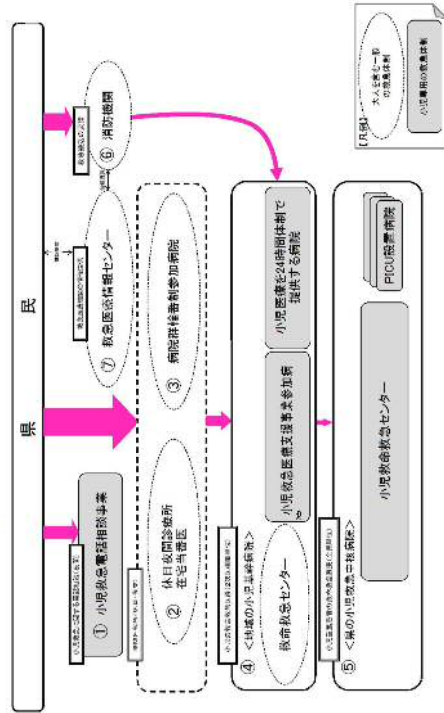 県 民
① 小児救急電話相談事業
⑦ 救急医療情報センター
⑥ 消防機関
② 休日夜間診療所
在宅当番医
③ 病院群輪番制参加病院
④ ＜地域の小児基幹病院＞
救命救急センター
小児救急医療支援事業参加病
院
小児医療を24時間体制で
提供する病院
⑤ ＜県の小児救急中核病院＞
小児救命救急センター
PICU設置病院
【凡例】
大人を含む一般
の救急体制
小児専用の救急体制